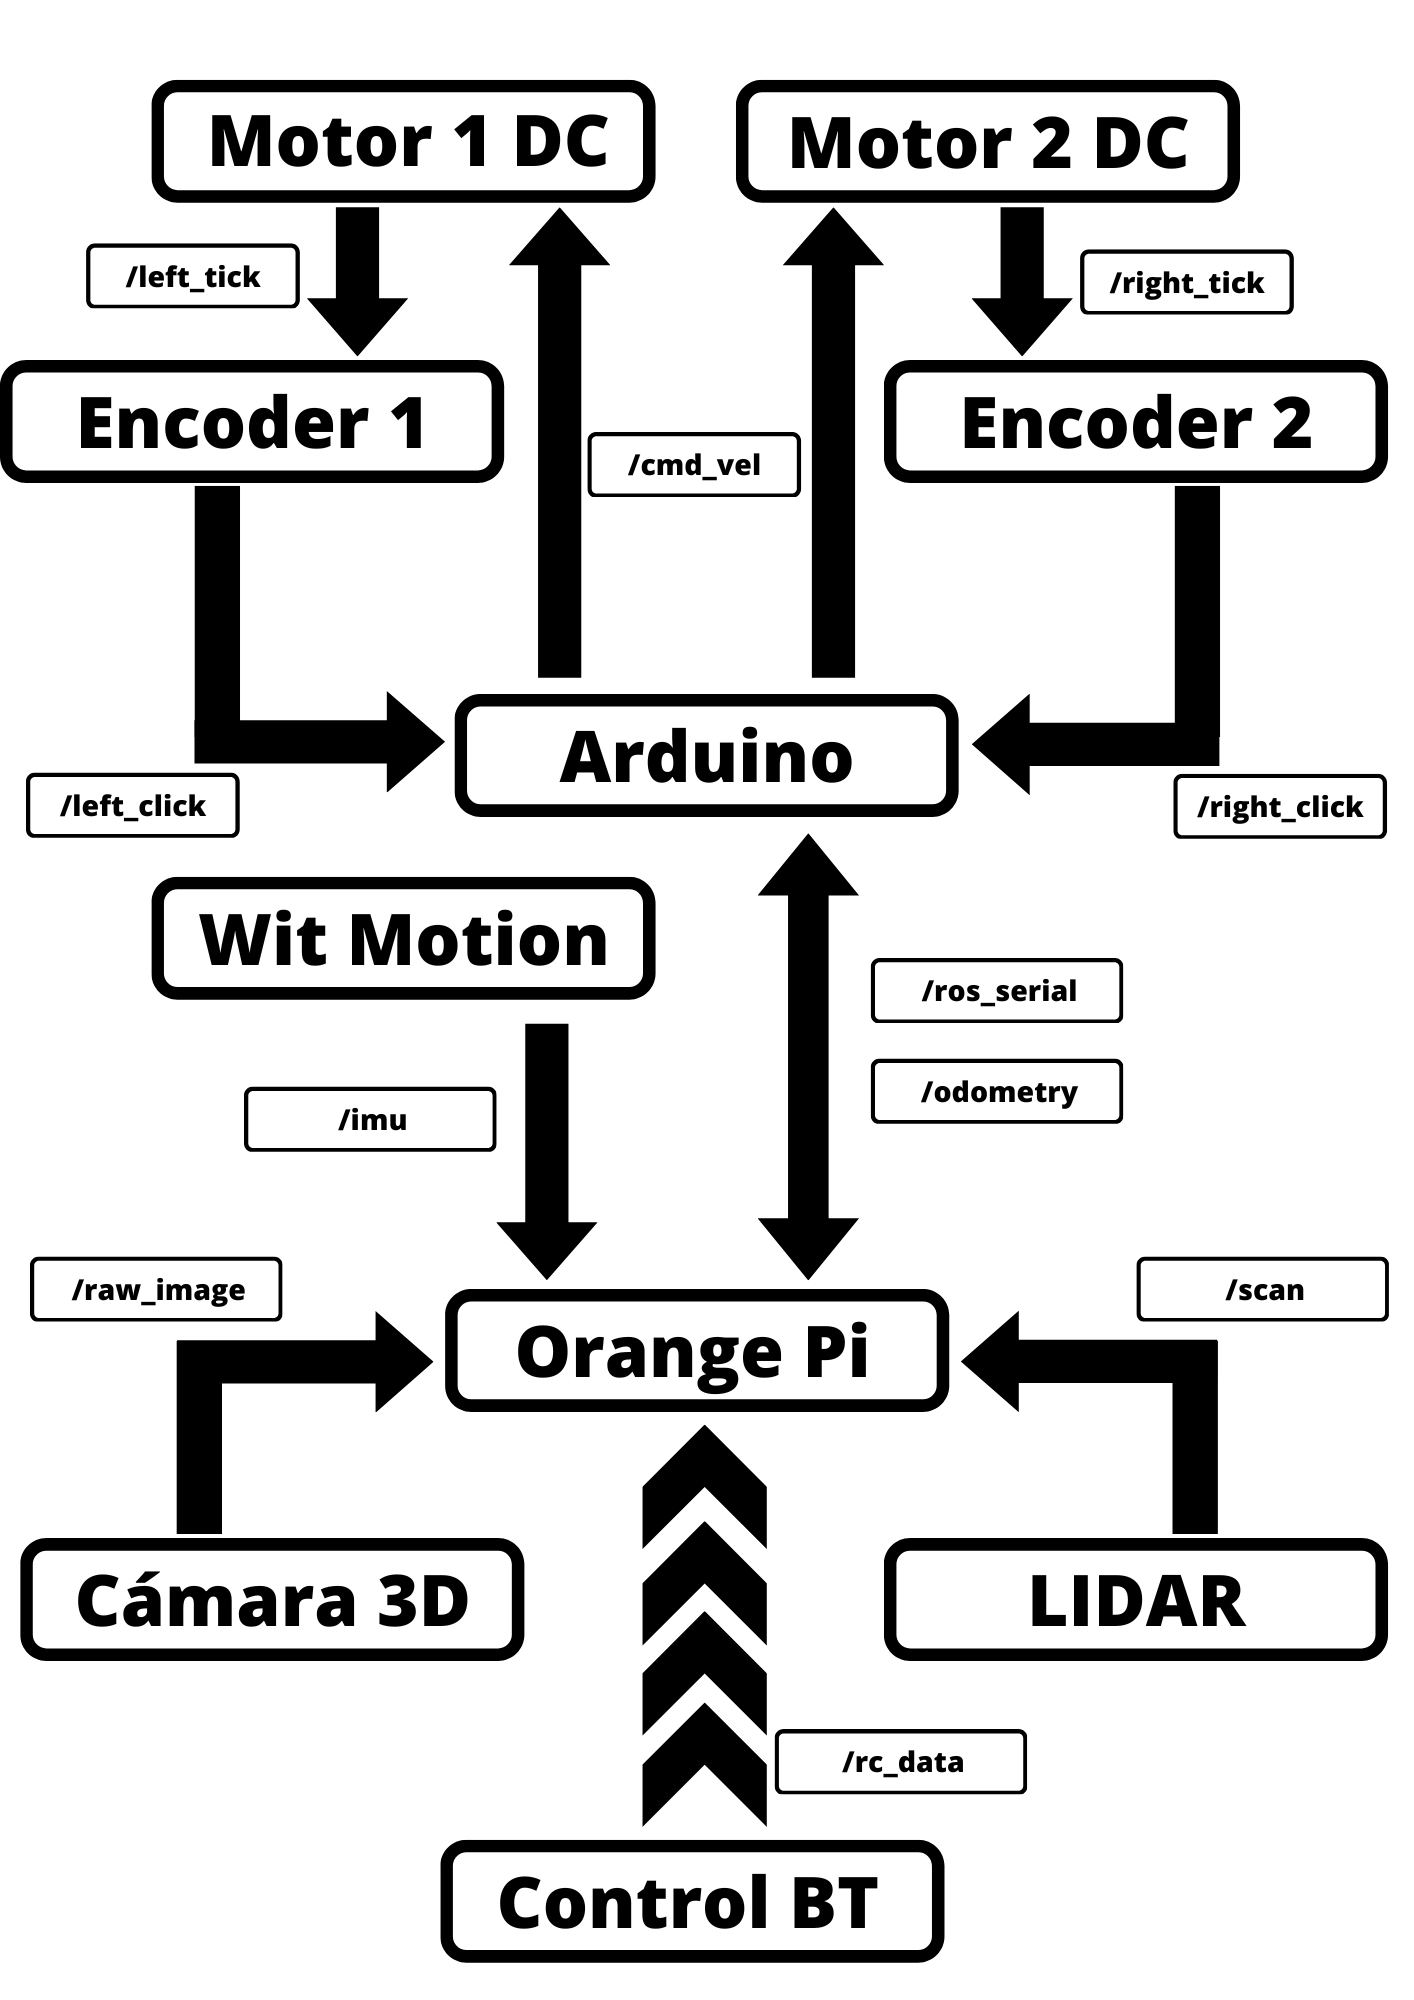 Motor 1 DC
Motor 2 DC
/left_tick
/right_tick
Encoder 1
Encoder 2
/cmd_vel
Arduino
/left_click
/right_click
Wit Motion
/ros_serial
/odometry
/imu
/raw_image
/scan
Orange Pi
Cámara 3D
LIDAR
/rc_data
Control BT